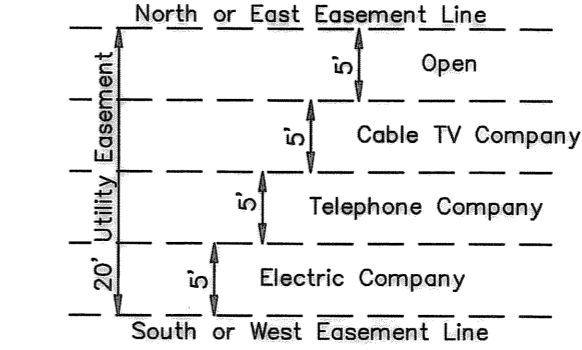 North or East Easement Line
5' Open
5' Cable TV Company
5' Telephone Company
20' Utility Easement
5' Electric Company
South or West Easement Line